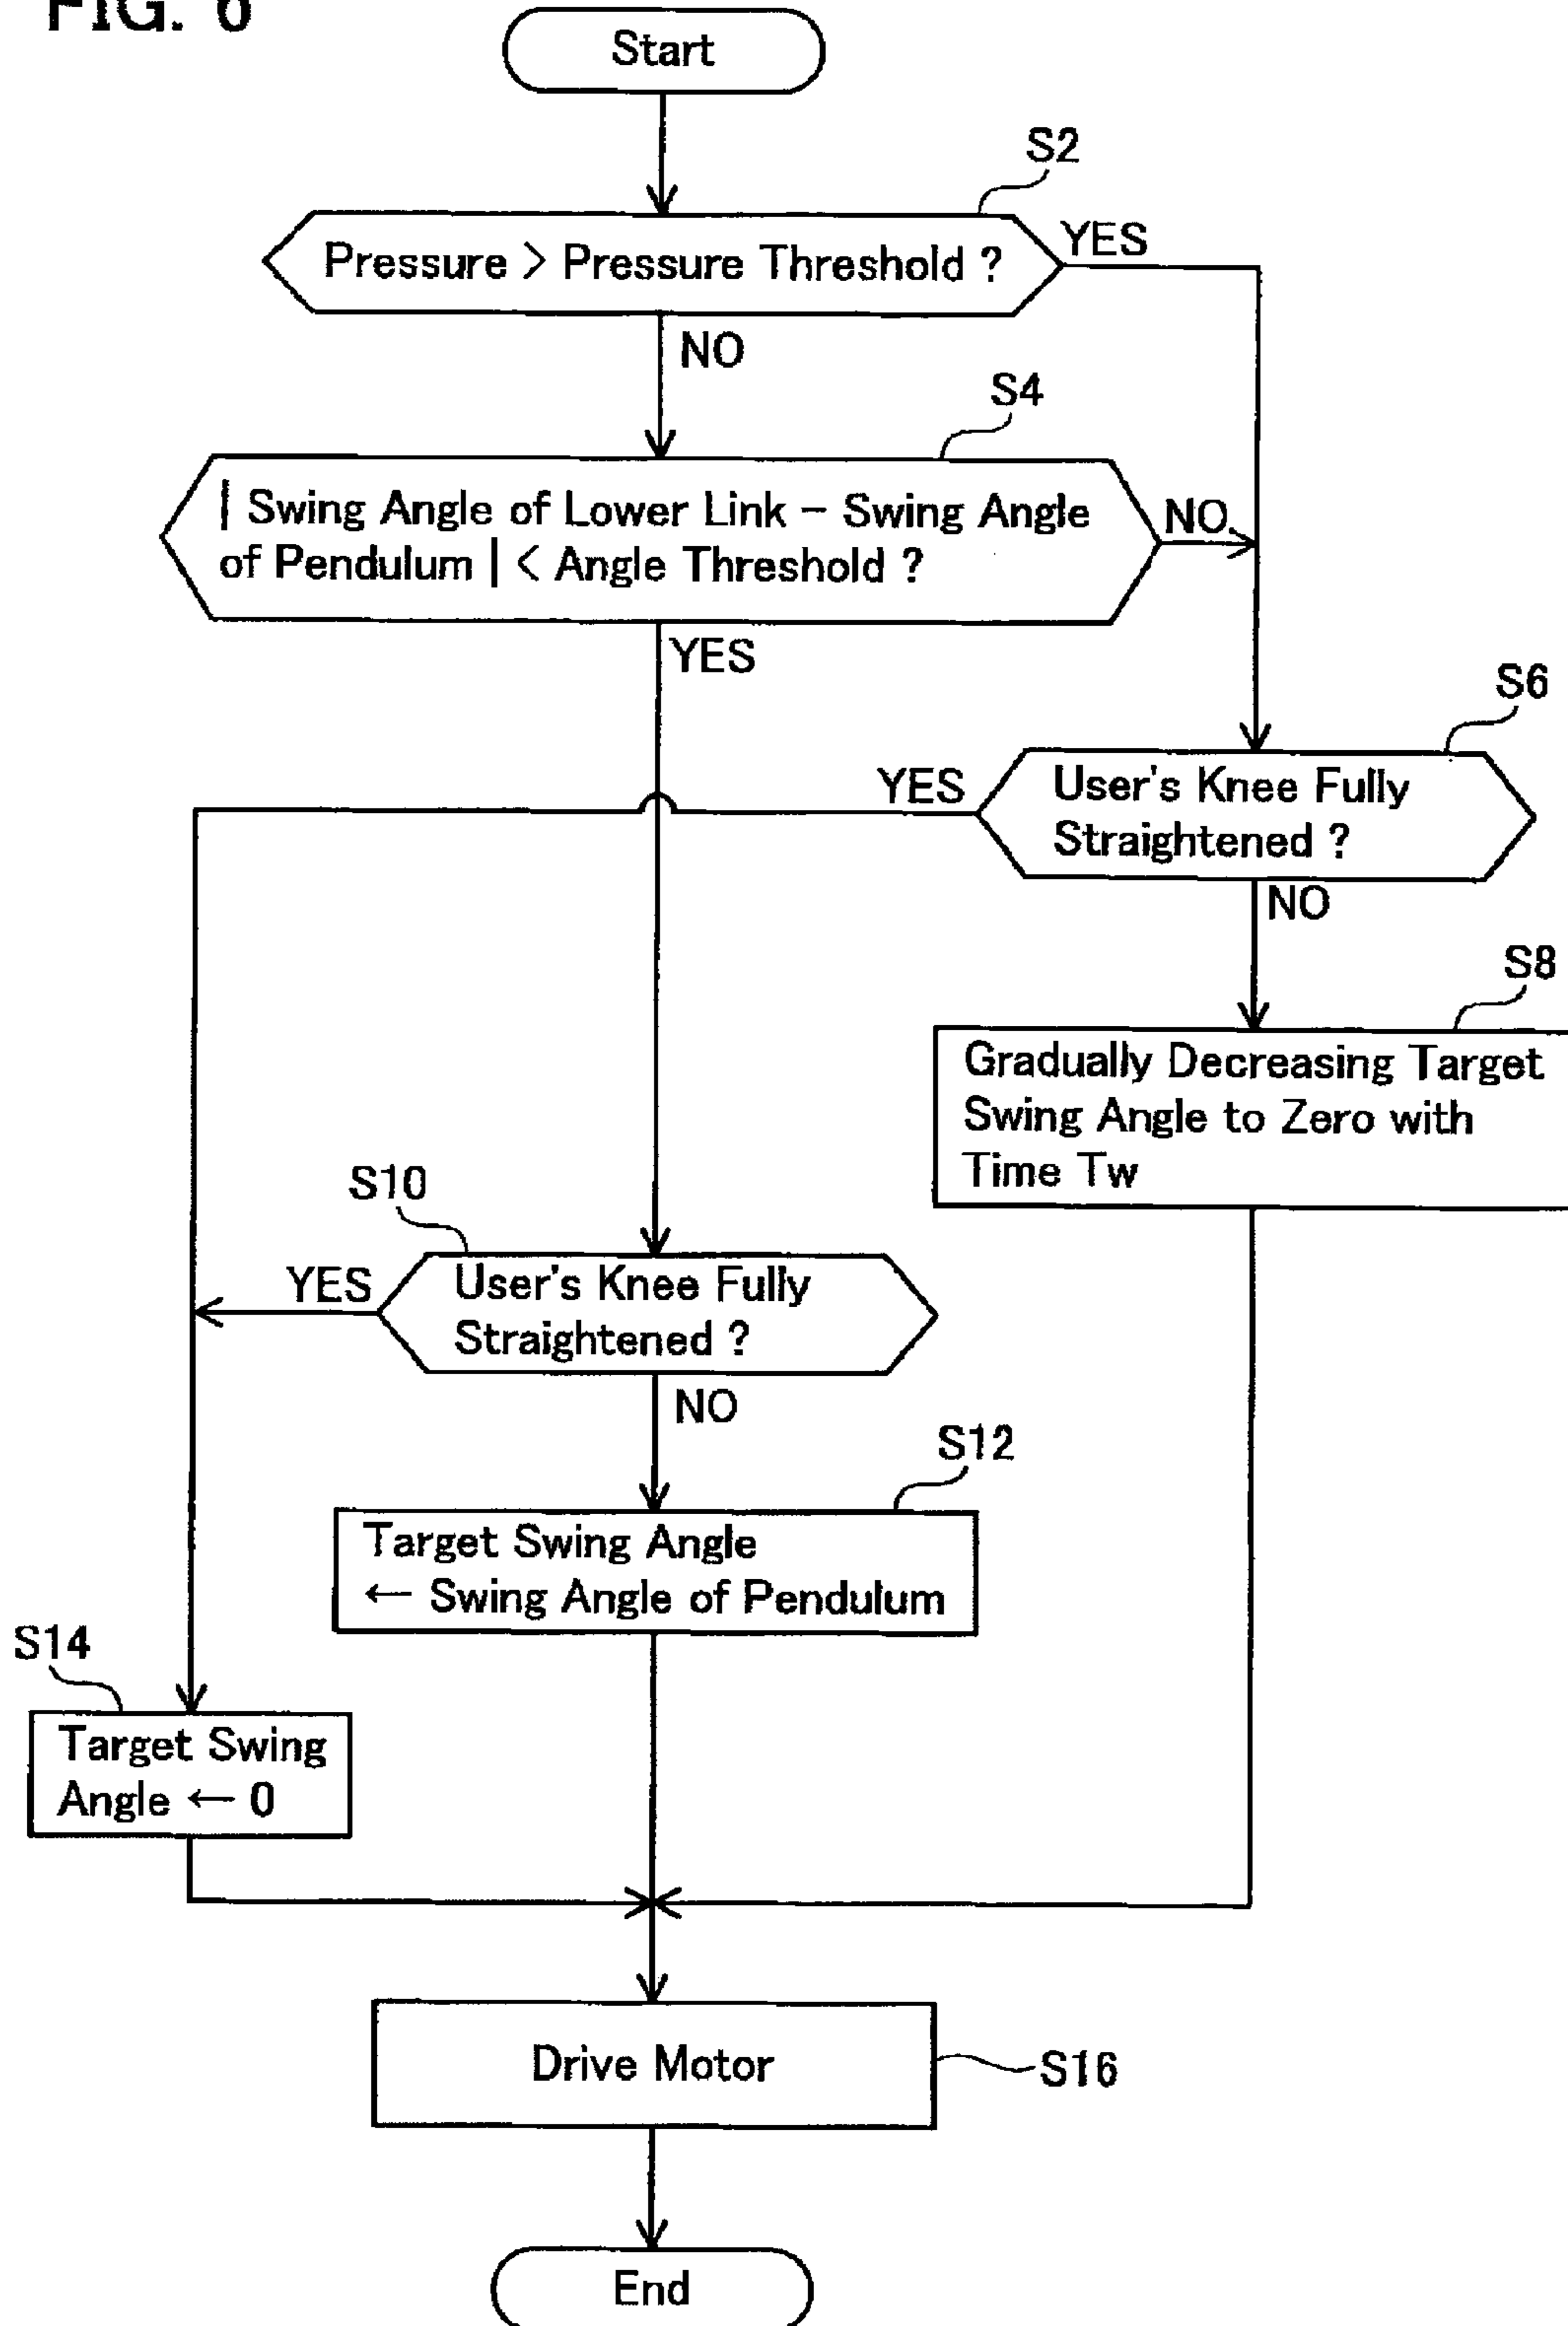 FIG. 6
Start
S2
Pressure > Pressure Threshold ?
YES
NO
S4
| Swing Angle of Lower Link - Swing Angle
of Pendulum | < Angle Threshold ?
NO
YES
S6
User's Knee Fully
Straightened ?
YES
NO
S8
Gradually Decreasing Target
Swing Angle to Zero with
Time Tw
S10
User's Knee Fully
Straightened ?
YES
NO
S12
Target Swing Angle
← Swing Angle of Pendulum
S14
Target Swing
Angle ← 0
Drive Motor
S16
End